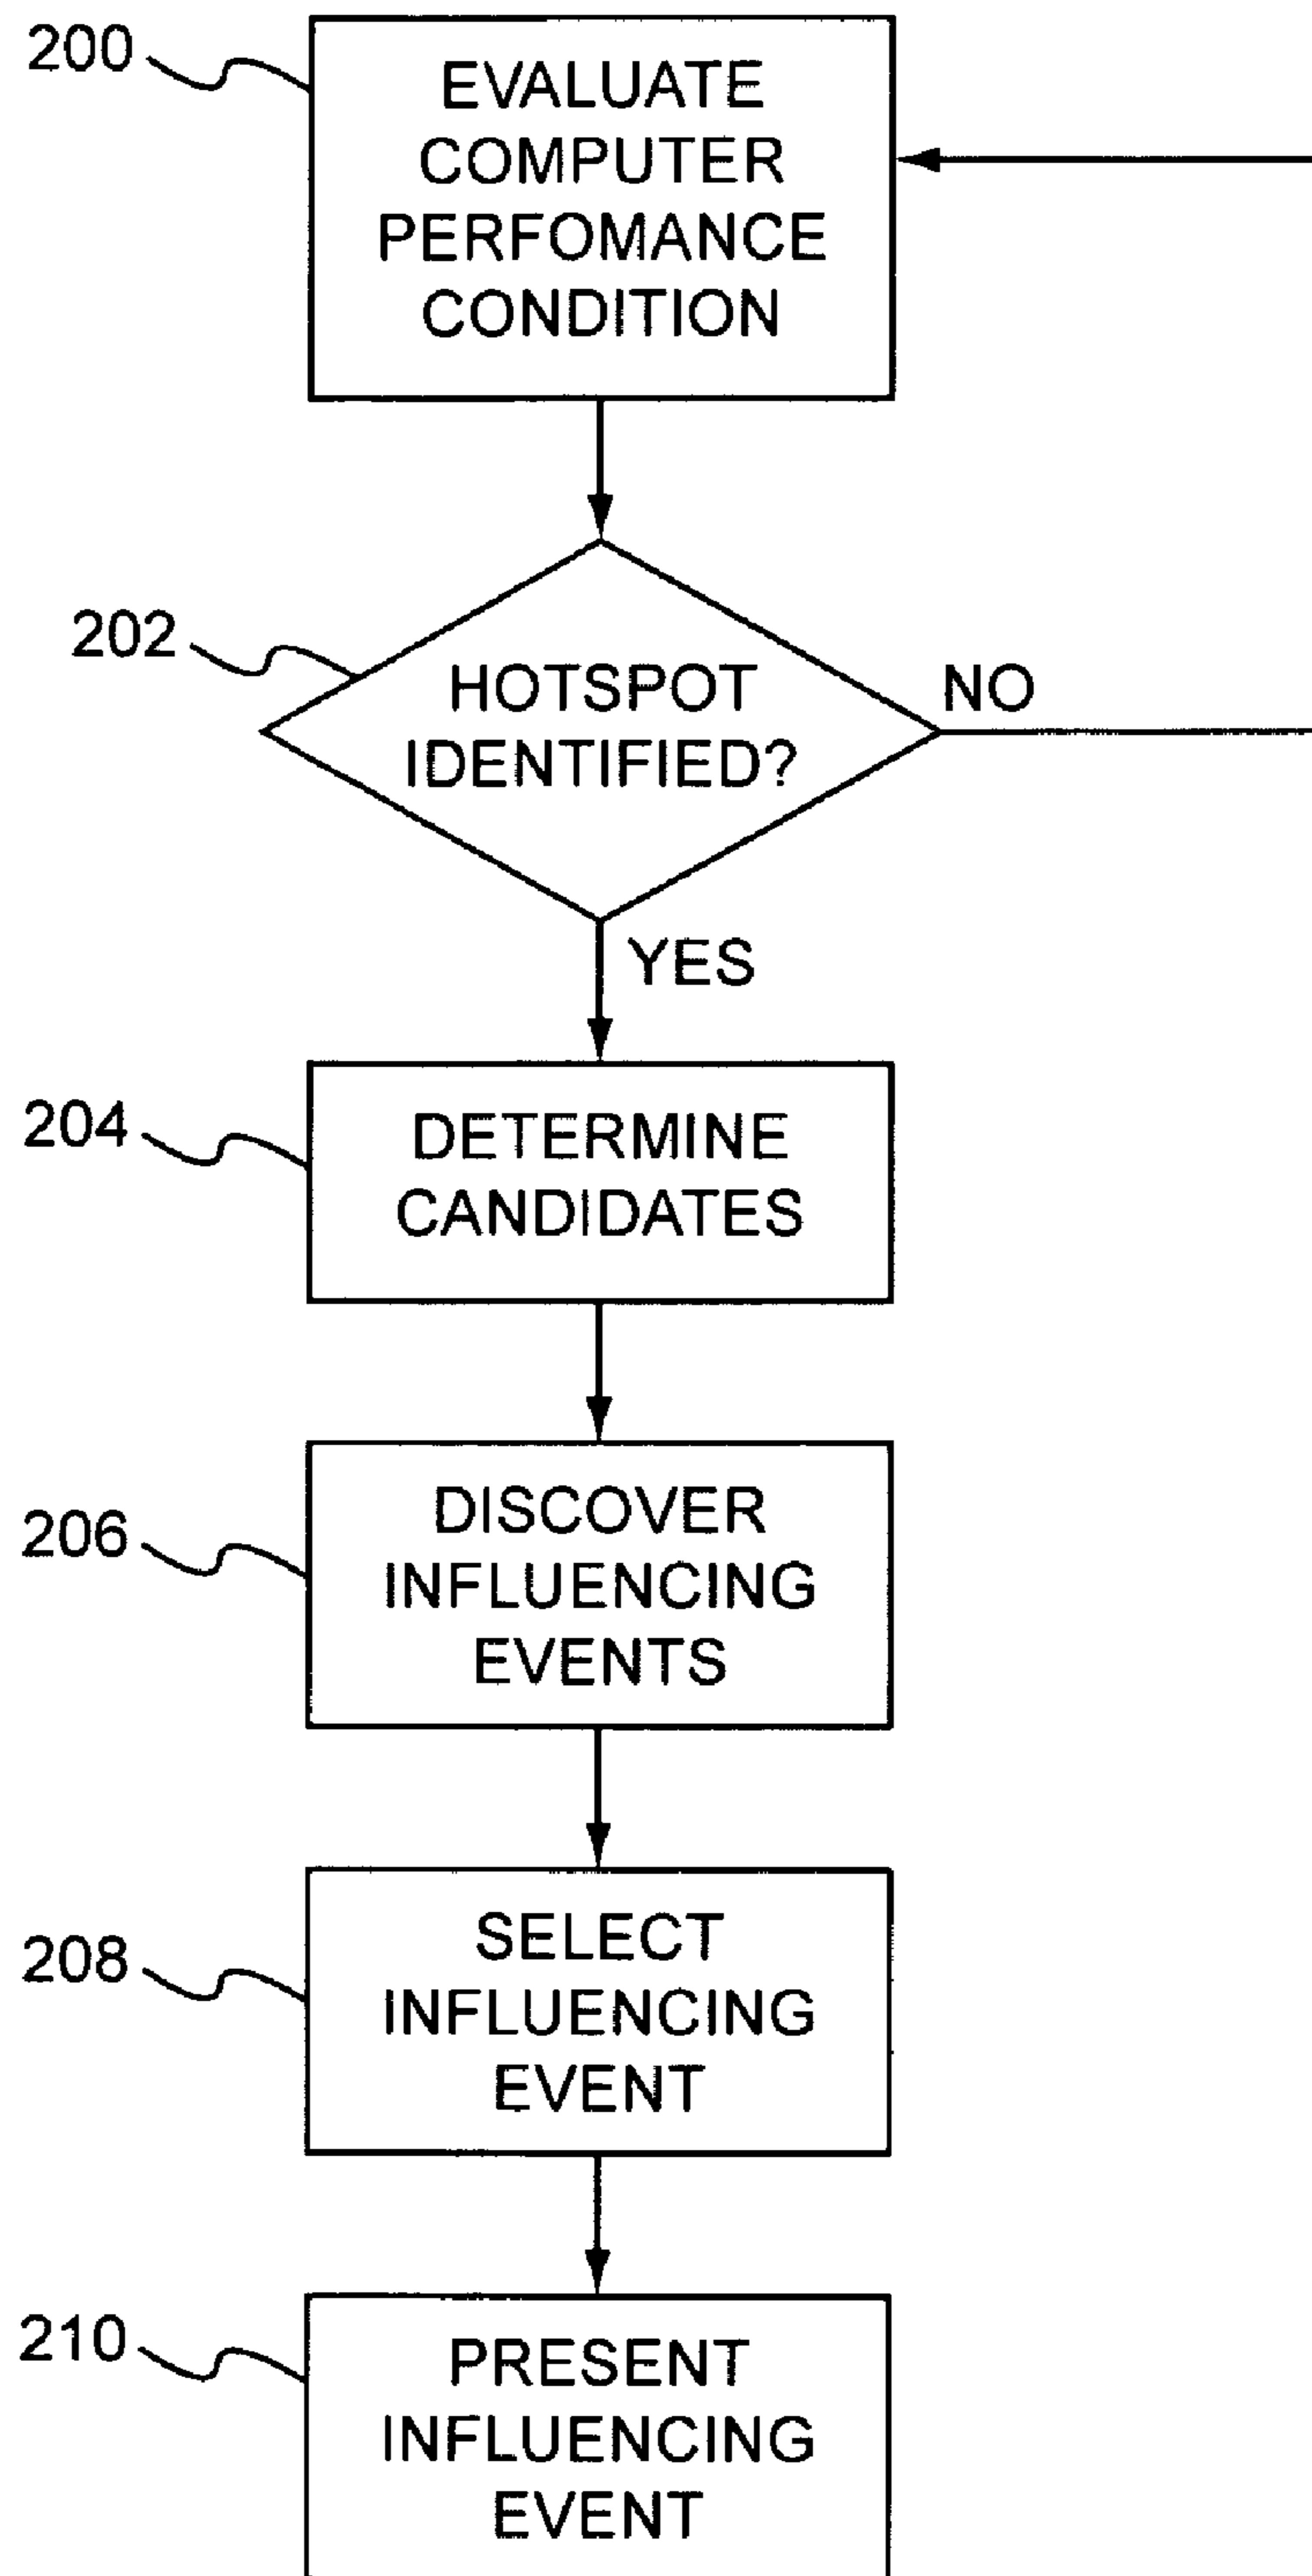 200
EVALUATE
COMPUTER
PERFOMANCE
CONDITION
202
HOTSPOT
IDENTIFIED?
NO
YES
204
DETERMINE
CANDIDATES
206
DISCOVER
INFLUENCING
EVENTS
208
SELECT
INFLUENCING
EVENT
210
PRESENT
INFLUENCING
EVENT